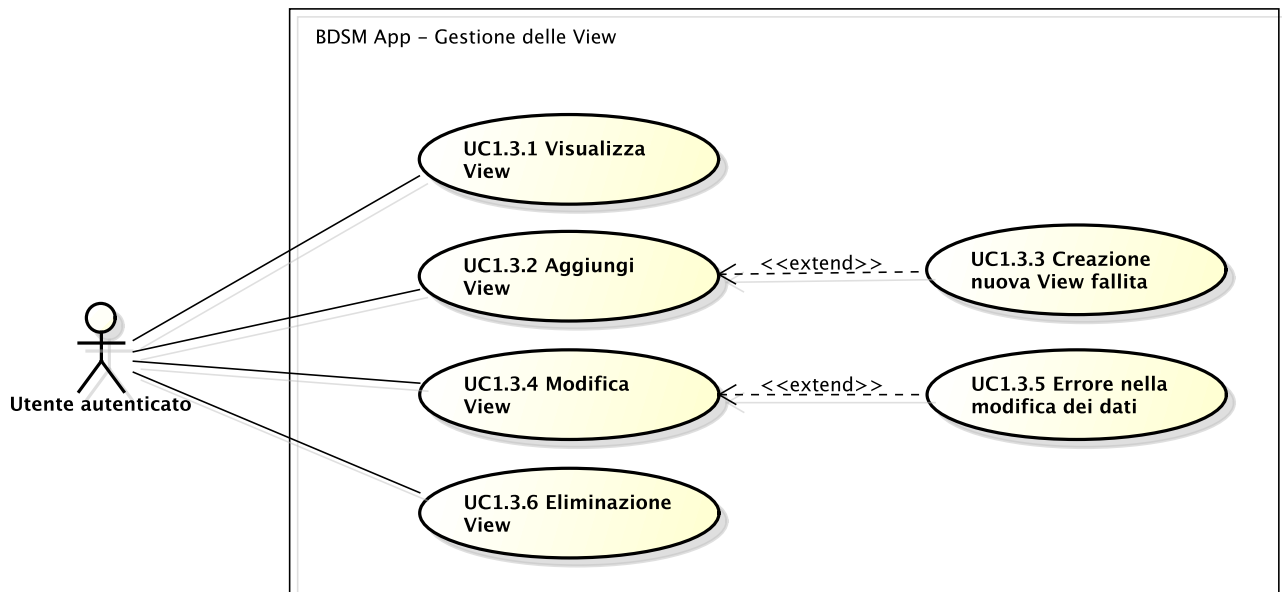 BDSM App – Gestione delle View
UC1.3.1 Visualizza
View
UC1.3.2 Aggiungi
View
<<extend>>
UC1.3.3 Creazione
nuova View fallita
UC1.3.4 Modifica
View
<<extend>>
UC1.3.5 Errore nella
modifica dei dati
Utente autenticato
UC1.3.6 Eliminazione
View